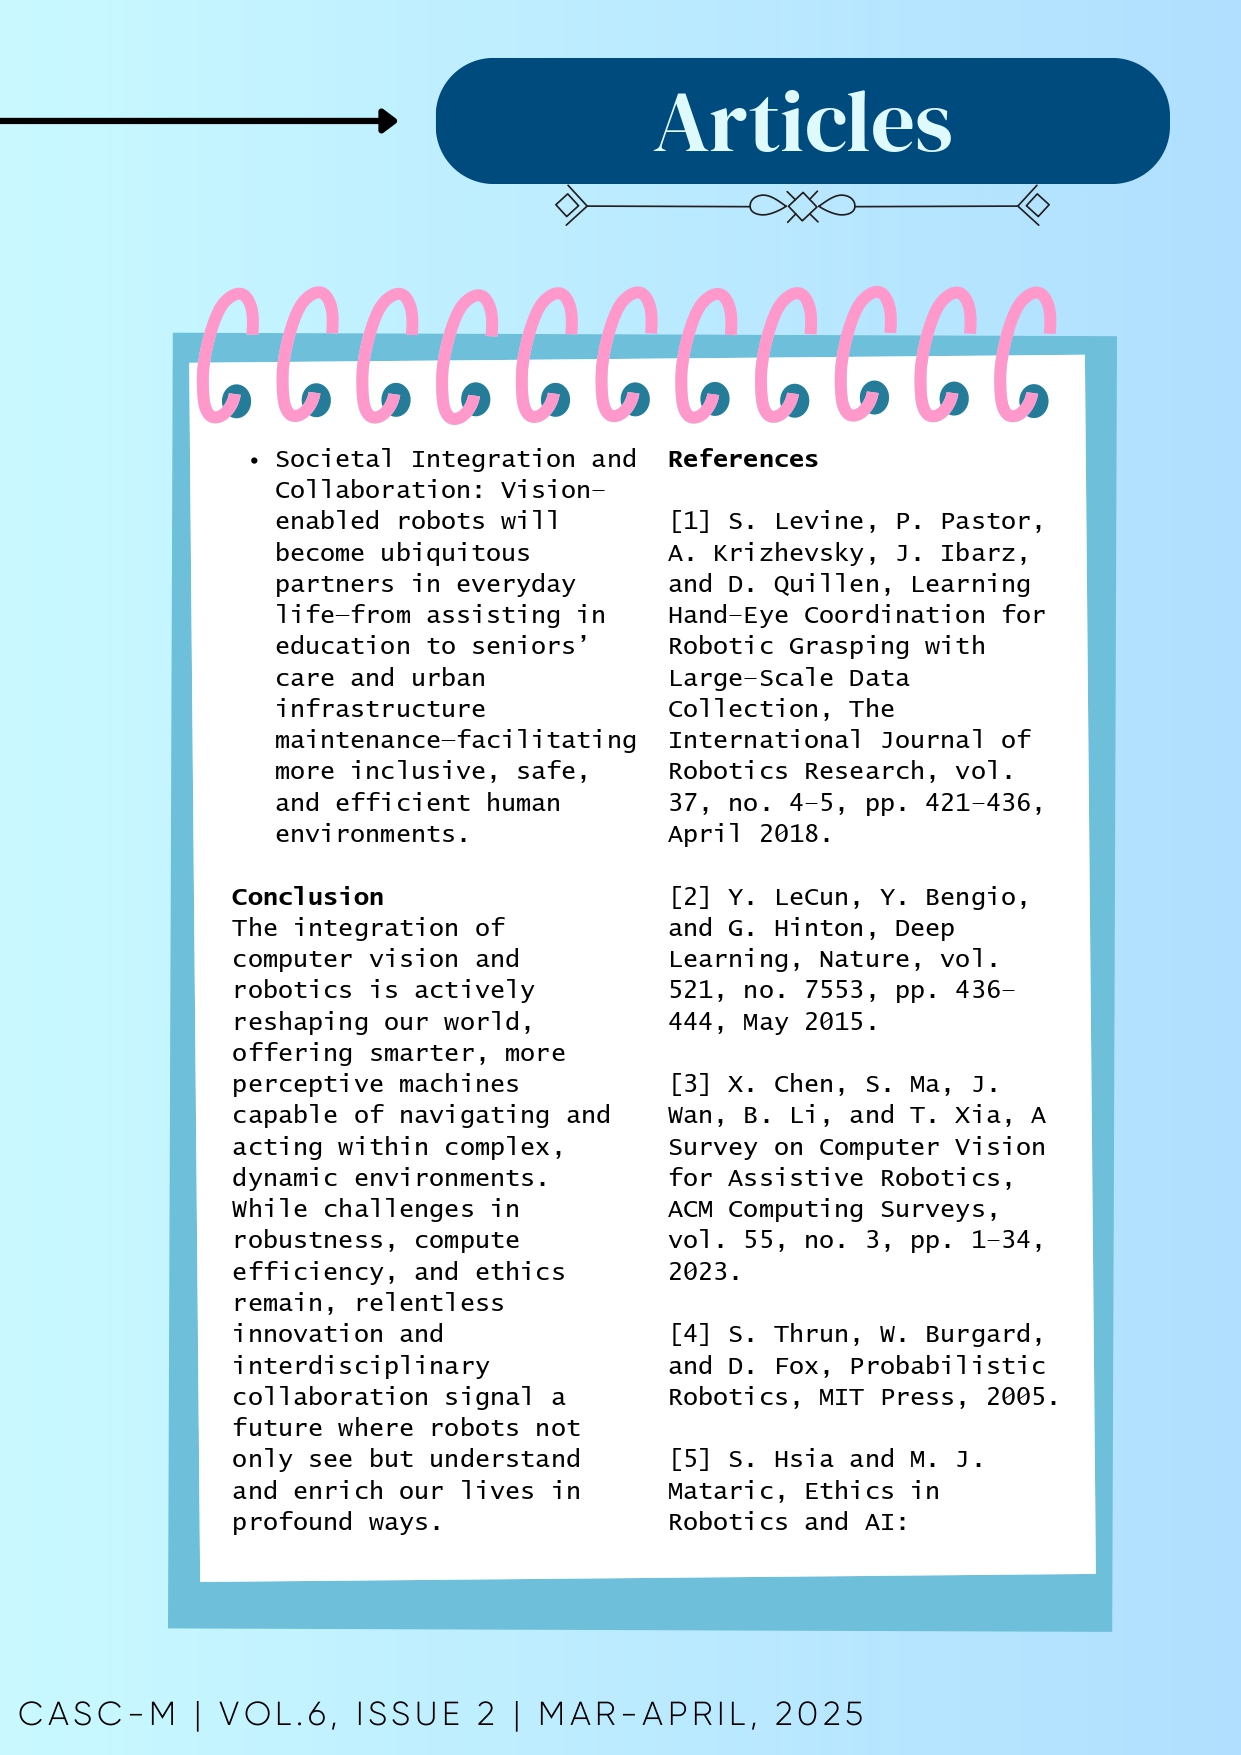 Articles
• Societal Integration and
Collaboration: Vision-
enabled robots will
become ubiquitous
partners in everyday
life—from assisting in
education to seniors’
care and urban
infrastructure
maintenance—facilitating
more inclusive, safe,
and efficient human
environments.
Conclusion
The integration of
computer vision and
robotics is actively
reshaping our world,
offering smarter, more
perceptive machines
capable of navigating and
acting within complex,
dynamic environments.
While challenges in
robustness, compute
efficiency, and ethics
remain, relentless
innovation and
interdisciplinary
collaboration signal a
future where robots not
only see but understand
and enrich our lives in
profound ways.
References
[1] S. Levine, P. Pastor,
A. Krizhevsky, J. Ibarz,
and D. Quillen, Learning
Hand-Eye Coordination for
Robotic Grasping with
Large-Scale Data
Collection, The
International Journal of
Robotics Research, vol.
37, no. 4–5, pp. 421–436,
April 2018.
[2] Y. LeCun, Y. Bengio,
and G. Hinton, Deep
Learning, Nature, vol.
521, no. 7553, pp. 436–
444, May 2015.
[3] X. Chen, S. Ma, J.
Wan, B. Li, and T. Xia, A
Survey on Computer Vision
for Assistive Robotics,
ACM Computing Surveys,
vol. 55, no. 3, pp. 1–34,
2023.
[4] S. Thrun, W. Burgard,
and D. Fox, Probabilistic
Robotics, MIT Press, 2005.
[5] S. Hsia and M. J.
Mataric, Ethics in
Robotics and AI:
CASC-M | VOL.6, ISSUE 2 | MAR-APRIL, 2025